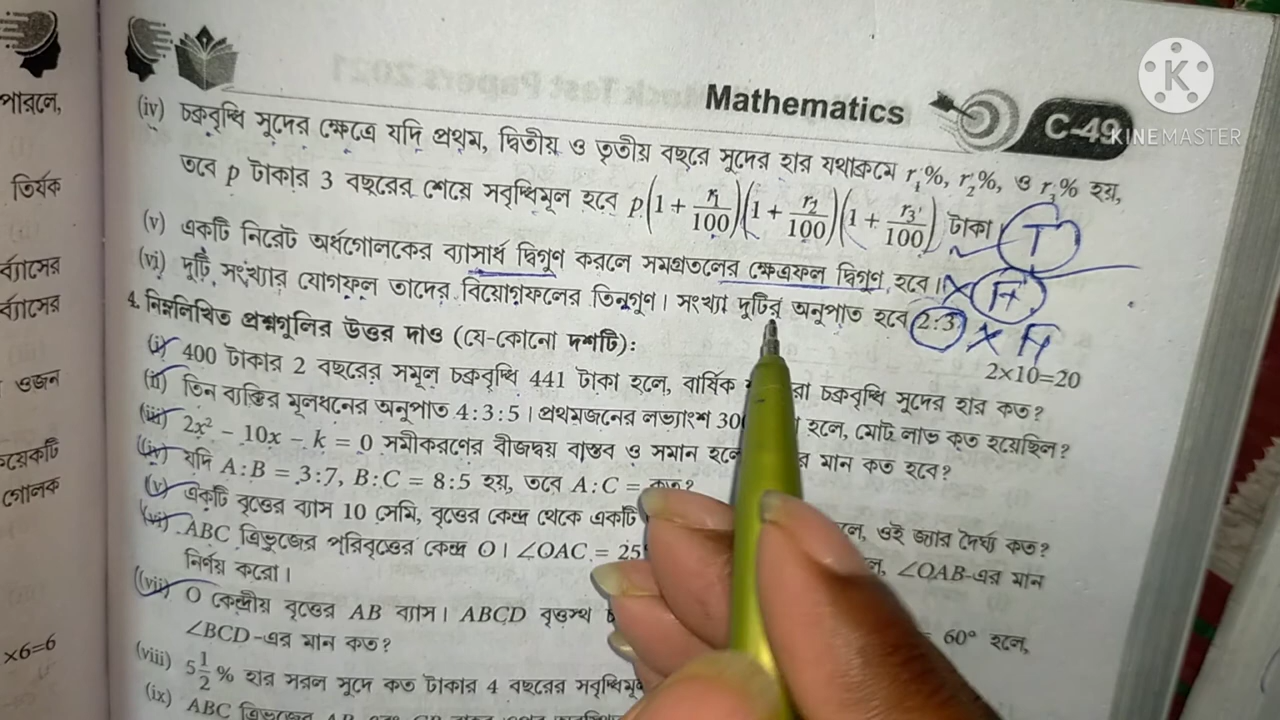 Mathematics
C-49
KINEMASTER
পারলে,
তির্যক
ব্যাসের
ব্যাসের
ওজন
কয়েকটি
গোলক
×6=6
(iv) চক্রবৃদ্ধি সুদের ক্ষেত্রে যদি প্রথম, দ্বিতীয় ও তৃতীয় বছরে সুদের হার যথাক্রমে r₁%, r₂%, ও r₃% হয়,
তবে p টাকার 3 বছরের শেষে সবৃদ্ধিমূল হবে p(1 + r₁/100)(1 + r₂/100)(1 + r₃/100) টাকা। T
(v) একটি নিরেট অর্ধগোলকের ব্যাসার্ধ দ্বিগুণ করলে সমগ্রতলের ক্ষেত্রফল দ্বিগুণ হবে। × F
(vi) দুটি সংখ্যার যোগফল তাদের বিয়োগফলের তিনগুণ। সংখ্যা দুটির অনুপাত হবে 2:3 × F
4. নিম্নলিখিত প্রশ্নগুলির উত্তর দাও (যে-কোনো দশটি): 2×10=20
(i) 400 টাকার 2 বছরের সমূল চক্রবৃদ্ধি 441 টাকা হলে, বার্ষিক রা চক্রবৃদ্ধি সুদের হার কত?
(ii) তিন ব্যক্তির মূলধনের অনুপাত 4:3:5। প্রথমজনের লভ্যাংশ 30 হলে, মোট লাভ কত হয়েছিল?
(iii) 2x² − 10x − k = 0 সমীকরণের বীজদ্বয় বাস্তব ও সমান হলে র মান কত হবে?
(iv) যদি A:B = 3:7, B:C = 8:5 হয়, তবে A:C = কত?
(v) একটি বৃত্তের ব্যাস 10 সেমি, বৃত্তের কেন্দ্র থেকে একটি লে, ওই জ্যার দৈর্ঘ্য কত?
(vi) ABC ত্রিভুজের পরিবৃত্তের কেন্দ্র O। ∠OAC = 25 ল, ∠OAB-এর মান
নির্ণয় করো।
(vii) O কেন্দ্রীয় বৃত্তের AB ব্যাস। ABCD বৃত্তস্থ = 60° হলে,
∠BCD-এর মান কত?
(viii) 5 1/2 % হার সরল সুদে কত টাকার 4 বছরের সবৃদ্ধিমূ
(ix) ABC ত্রিভুজের